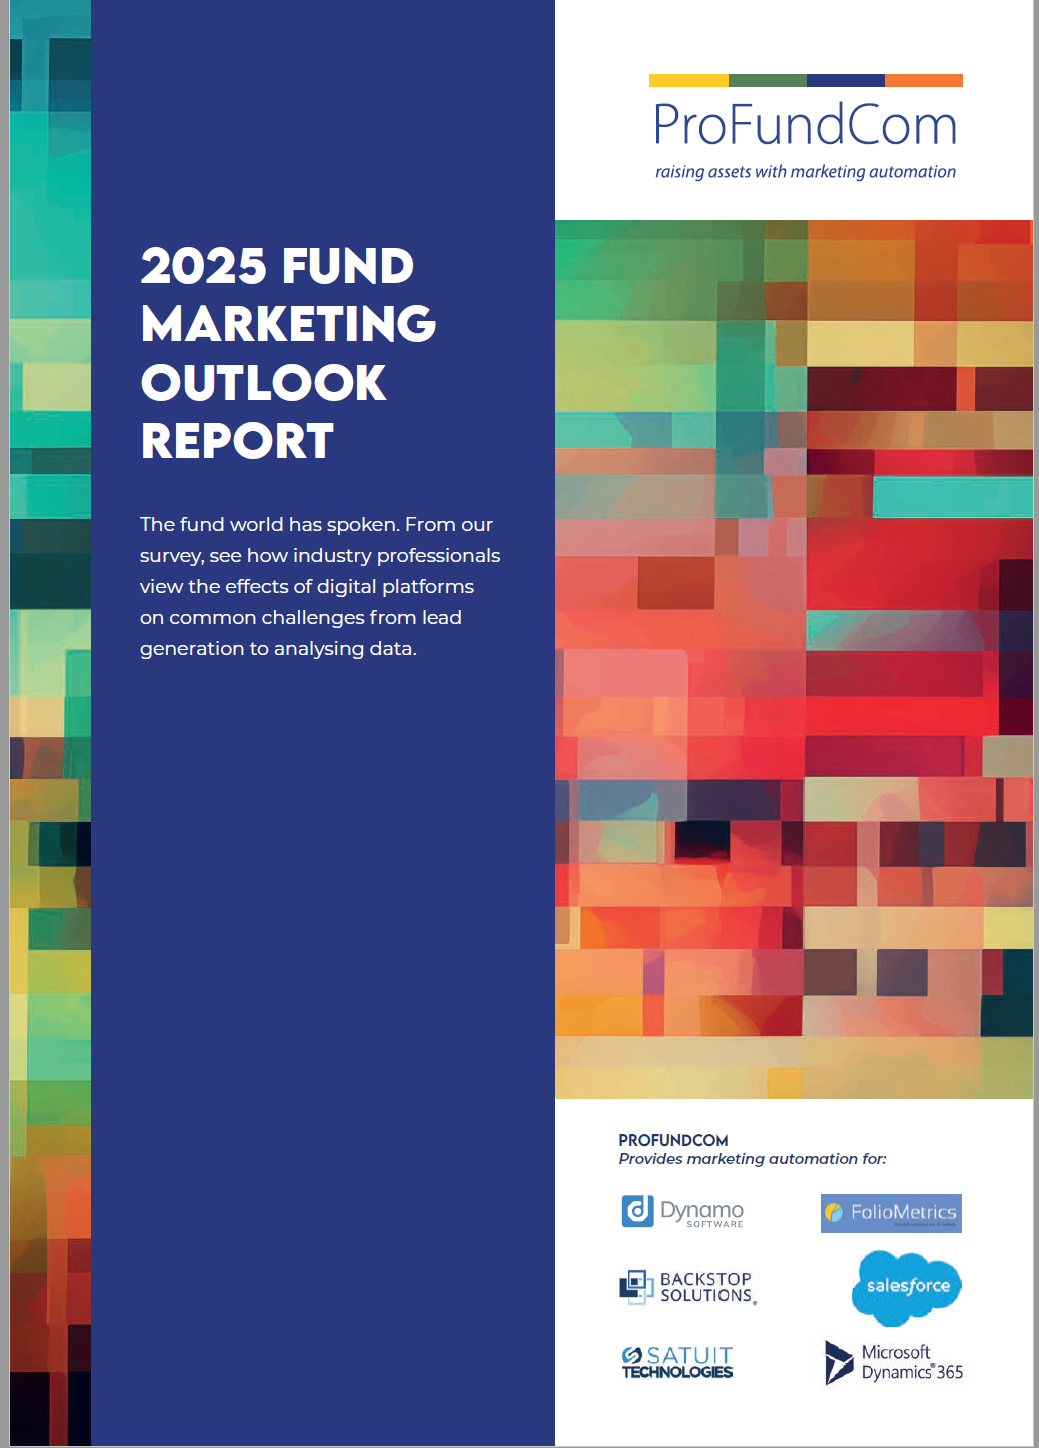 ProFundCom
raising assets with marketing automation
2025 FUND
MARKETING
OUTLOOK
REPORT
The fund world has spoken. From our
survey, see how industry professionals
view the effects of digital platforms
on common challenges from lead
generation to analysing data.
PROFUNDCOM
Provides marketing automation for:
Dynamo
SOFTWARE
FolioMetrics
BACKSTOP
SOLUTIONS®
salesforce
SATUIT
TECHNOLOGIES
Microsoft
Dynamics® 365